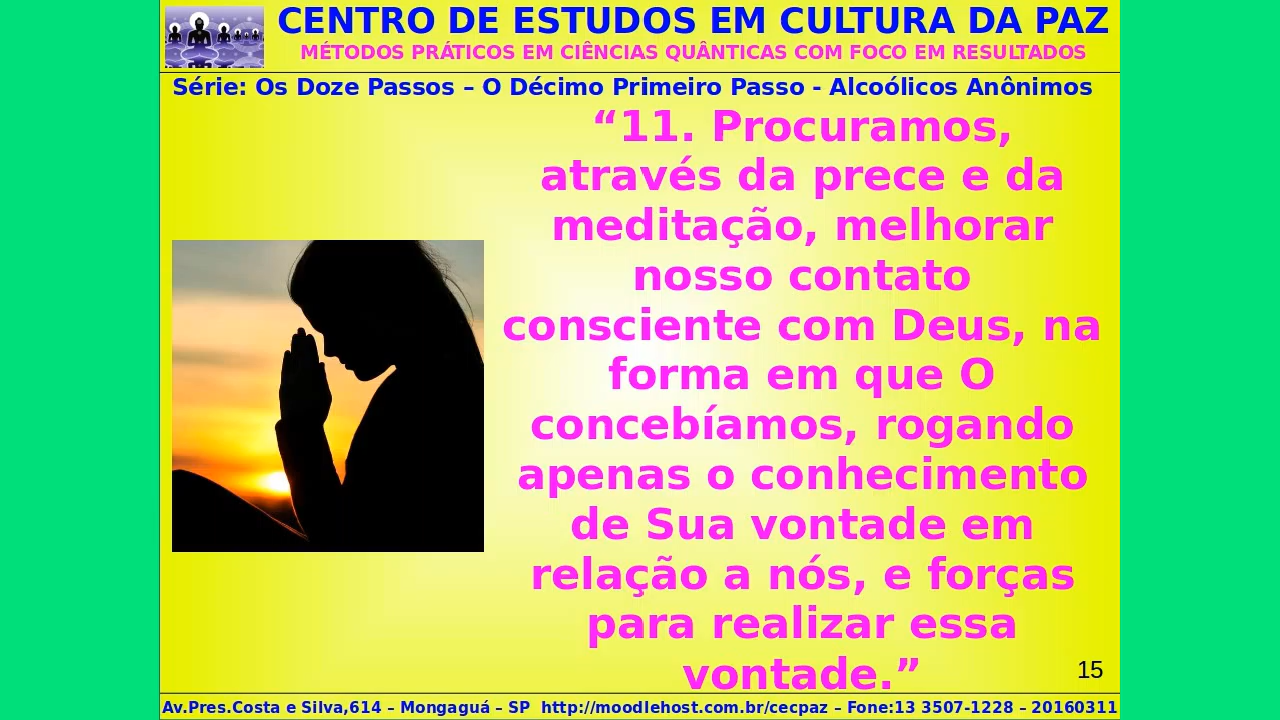 CENTRO DE ESTUDOS EM CULTURA DA PAZ
MÉTODOS PRÁTICOS EM CIÊNCIAS QUÂNTICAS COM FOCO EM RESULTADOS
Série: Os Doze Passos – O Décimo Primeiro Passo - Alcoólicos Anônimos
“11. Procuramos,
através da prece e da
meditação, melhorar
nosso contato
consciente com Deus, na
forma em que O
concebíamos, rogando
apenas o conhecimento
de Sua vontade em
relação a nós, e forças
para realizar essa
vontade.”
15
Av.Pres.Costa e Silva,614 – Mongaguá – SP  http://moodlehost.com.br/cecpaz – Fone:13 3507-1228 – 20160311